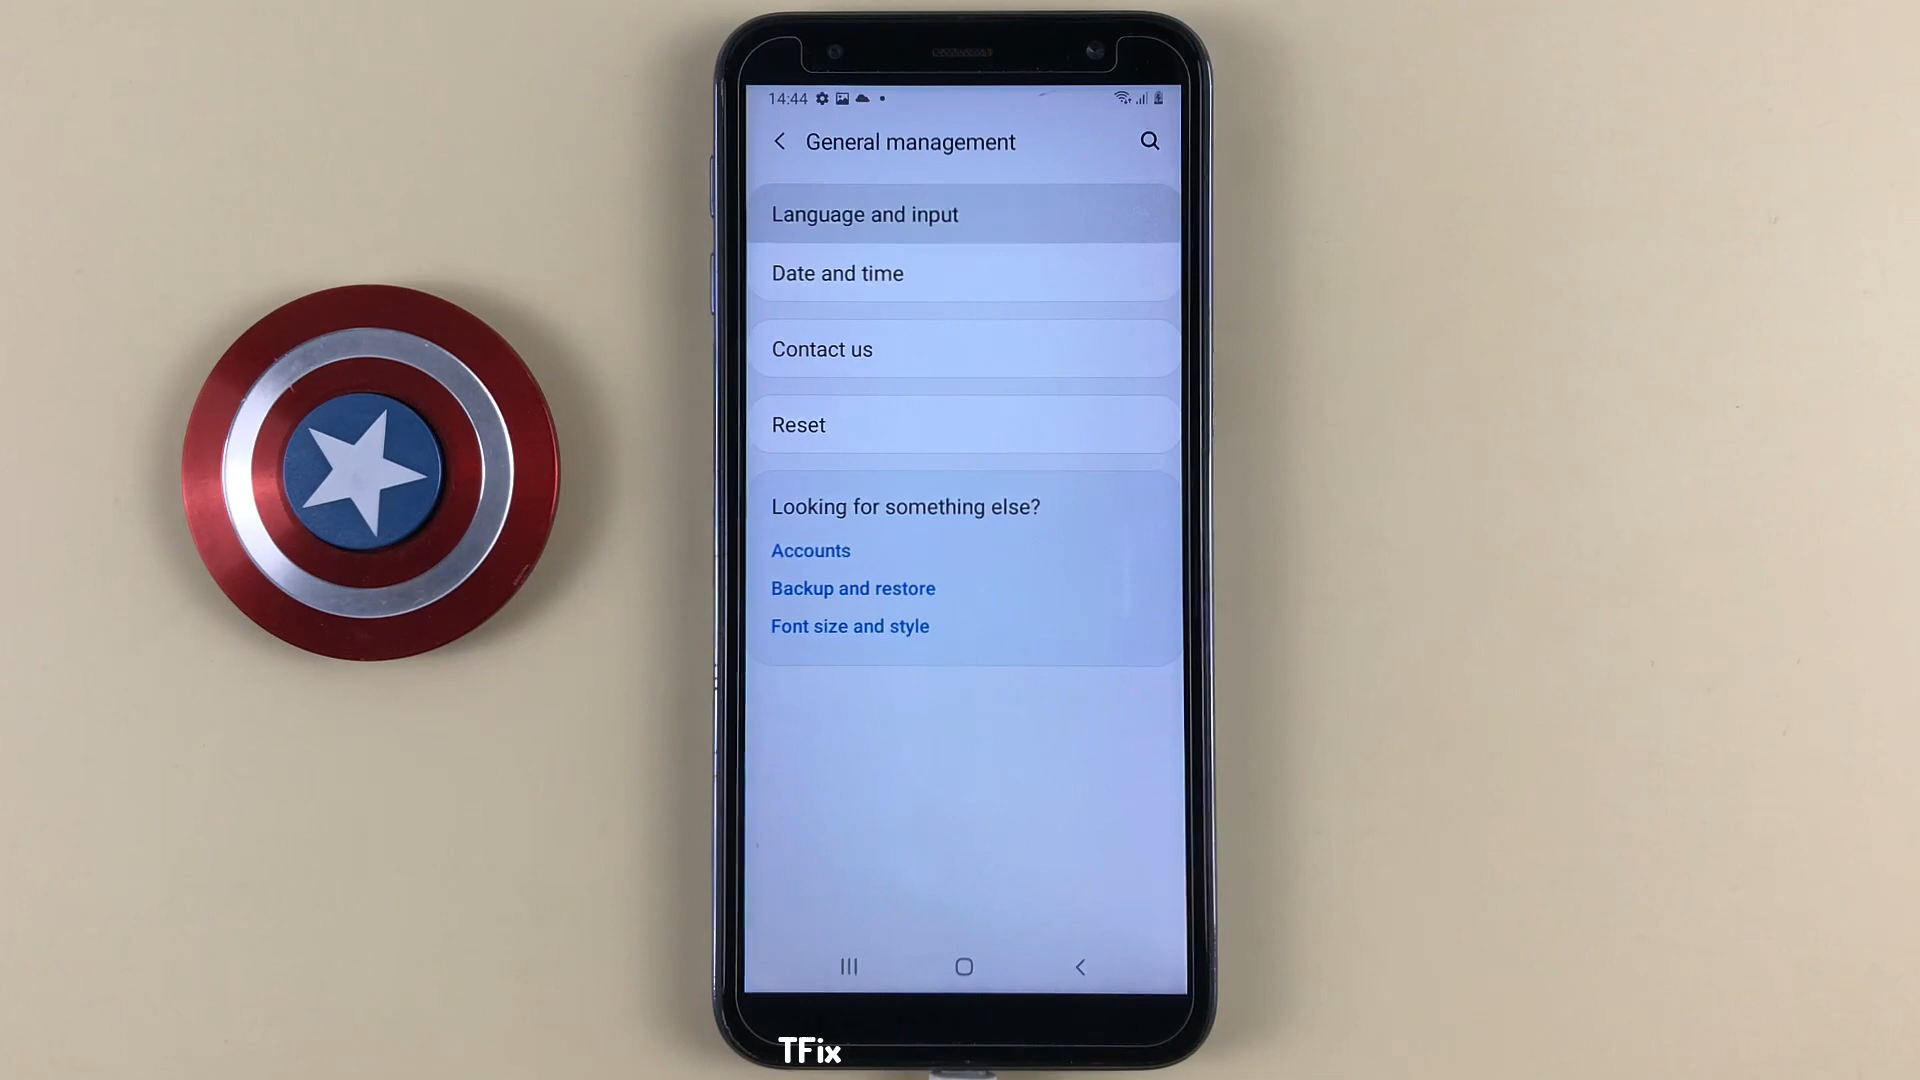 14:44
General management
Language and input
Date and time
Contact us
Reset
Looking for something else?
Accounts
Backup and restore
Font size and style
TFix